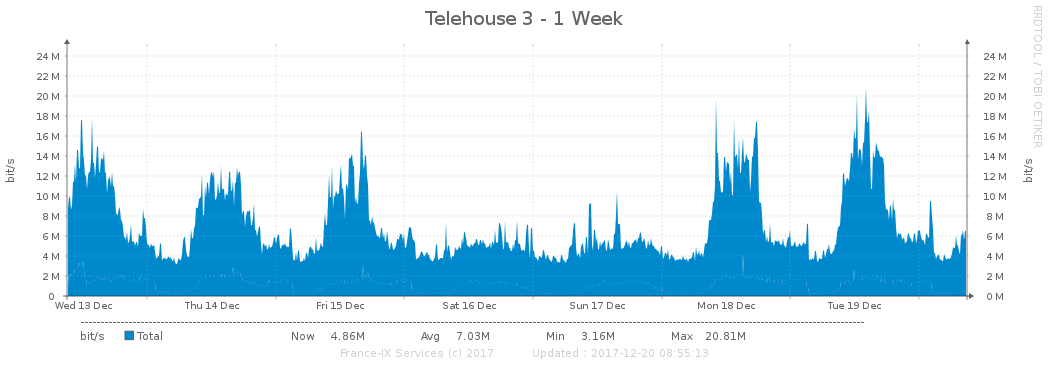 Telehouse 3 - 1 Week
RRDTOOL / TOBI OETIKER
24 M 24 M
22 M 22 M
20 M 20 M
18 M 18 M
16 M 16 M
14 M 14 M
12 M 12 M
10 M 10 M
8 M 8 M
6 M 6 M
4 M 4 M
2 M 2 M
0 0 M
bit/s
bit/s
Wed 13 Dec Thu 14 Dec Fri 15 Dec Sat 16 Dec Sun 17 Dec Mon 18 Dec Tue 19 Dec
bit/s Total Now 4.86M Avg 7.03M Min 3.16M Max 20.81M
France-IX Services (c) 2017 Updated : 2017-12-20 08:55:13